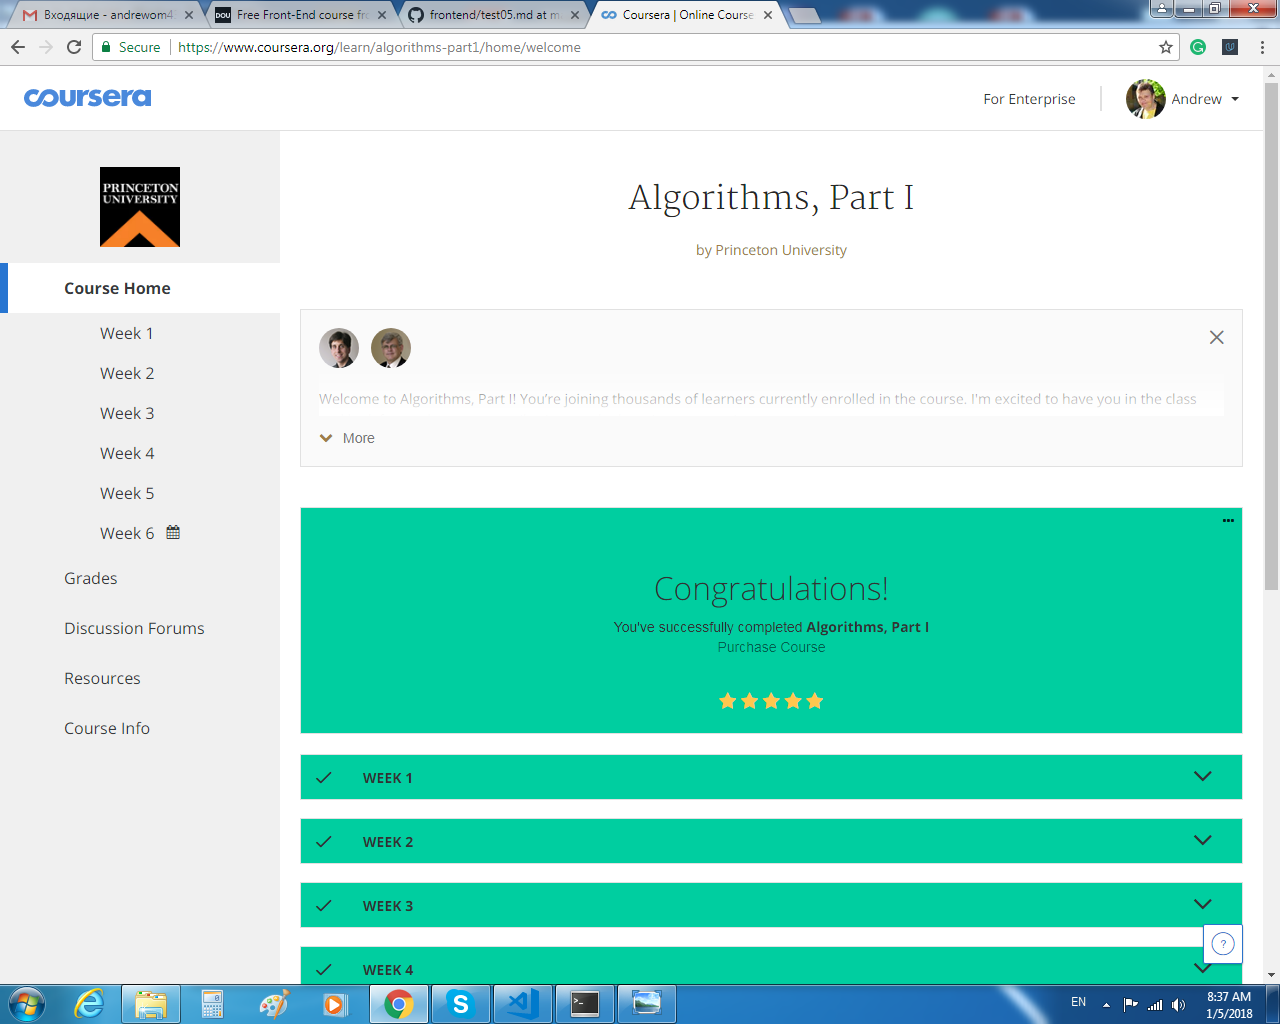 Входящие - andrewom4
Free Front-End course fr
frontend/test05.md at m
Coursera | Online Course
Secure
https://www.coursera.org/learn/algorithms-part1/home/welcome
coursera
For Enterprise
Andrew
PRINCETON
UNIVERSITY
Algorithms, Part I
by Princeton University
Course Home
Week 1
Week 2
Week 3
Week 4
Week 5
Week 6
Grades
Discussion Forums
Resources
Course Info
Welcome to Algorithms, Part I! You're joining thousands of learners currently enrolled in the course. I'm excited to have you in the class
More
Congratulations!
You've successfully completed Algorithms, Part I
Purchase Course
WEEK 1
WEEK 2
WEEK 3
WEEK 4
?
EN
8:37 AM
1/5/2018